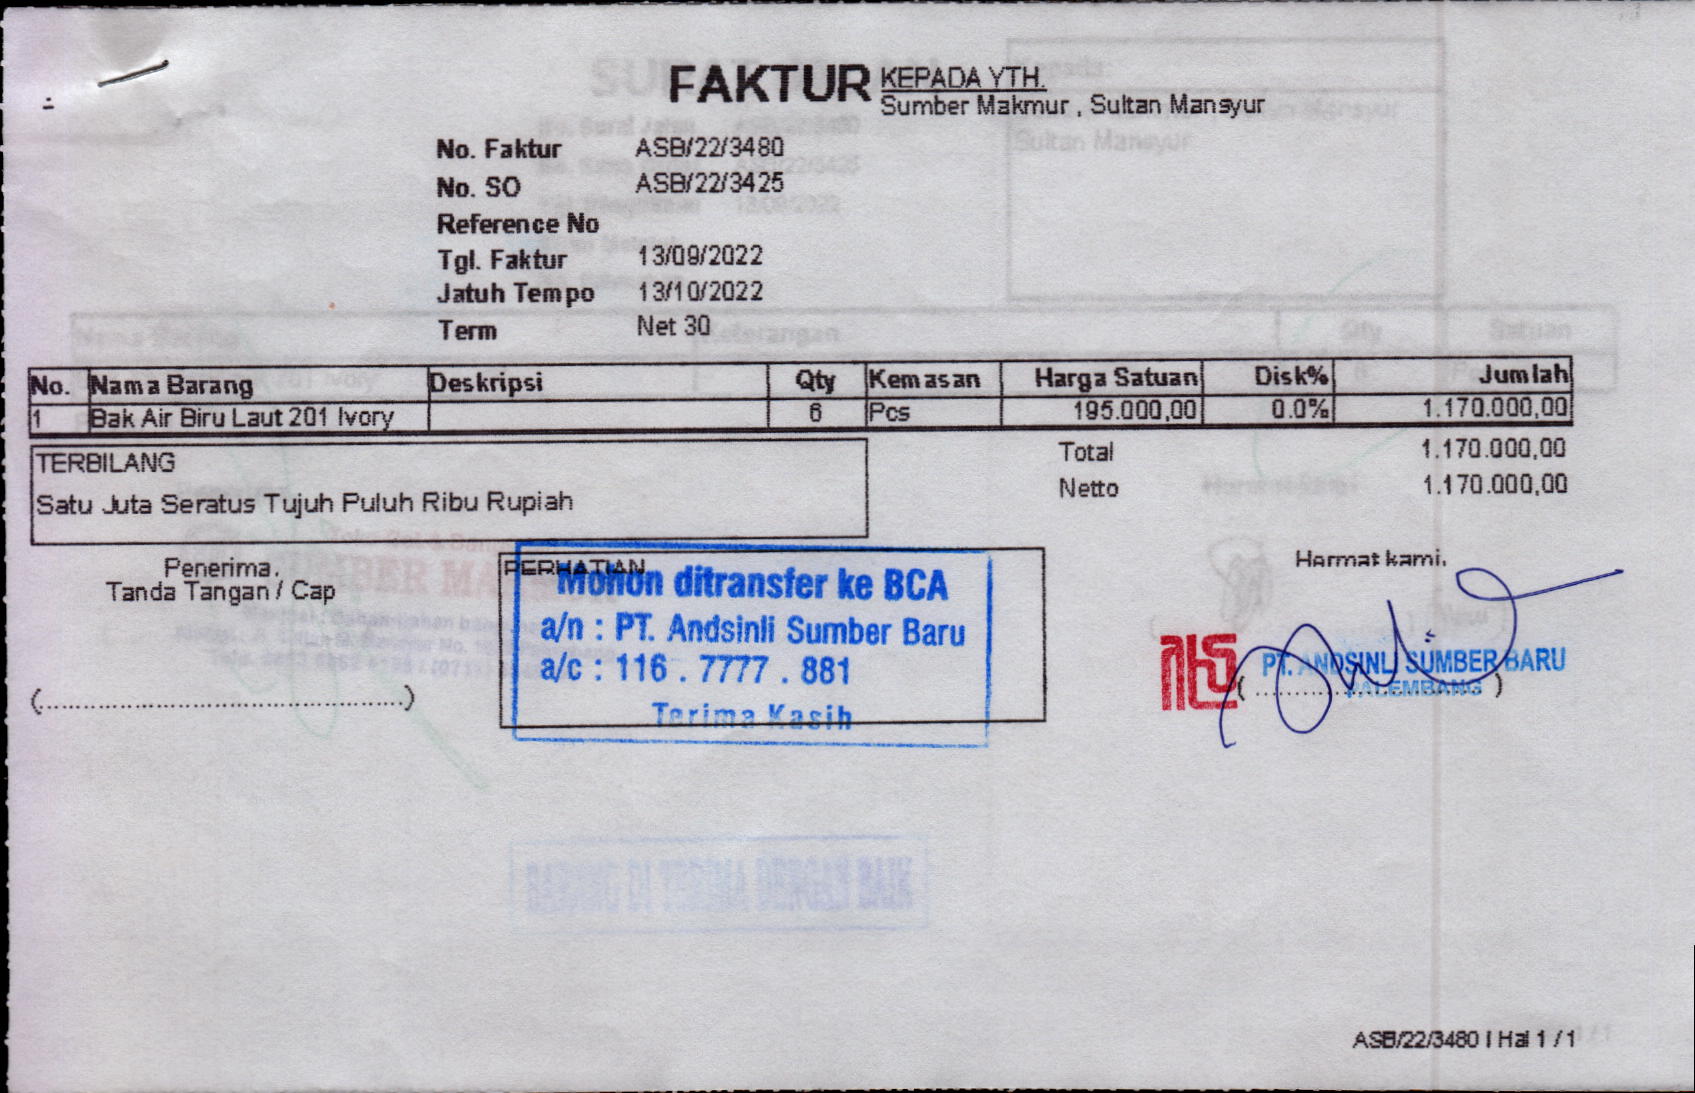 FAKTUR
KEPADA YTH.
Sumber Makmur , Sultan Mansyur
No. Faktur ASB/22/3480
No. SO ASB/22/3425
Reference No
Tgl. Faktur 13/09/2022
Jatuh Tempo 13/10/2022
Term Net 30
No. Nama Barang Deskripsi Qty Kemasan Harga Satuan Disk% Jumlah
1 Bak Air Biru Laut 201 Ivory 6 Pcs 195.000,00 0.0% 1.170.000,00
TERBILANG
Satu Juta Seratus Tujuh Puluh Ribu Rupiah
Total 1.170.000,00
Netto 1.170.000,00
Penerima,
Tanda Tangan / Cap
(................................................)
PERHATIAN
Mohon ditransfer ke BCA
a/n : PT. Andsinli Sumber Baru
a/c : 116 . 7777 . 881
Terima Kasih
Hormat kami,
PT. ANDSINLI SUMBER BARU
PALEMBANG
BARANG DI TERIMA DENGAN BAIK
ASB/22/3480 | Hal 1 / 1